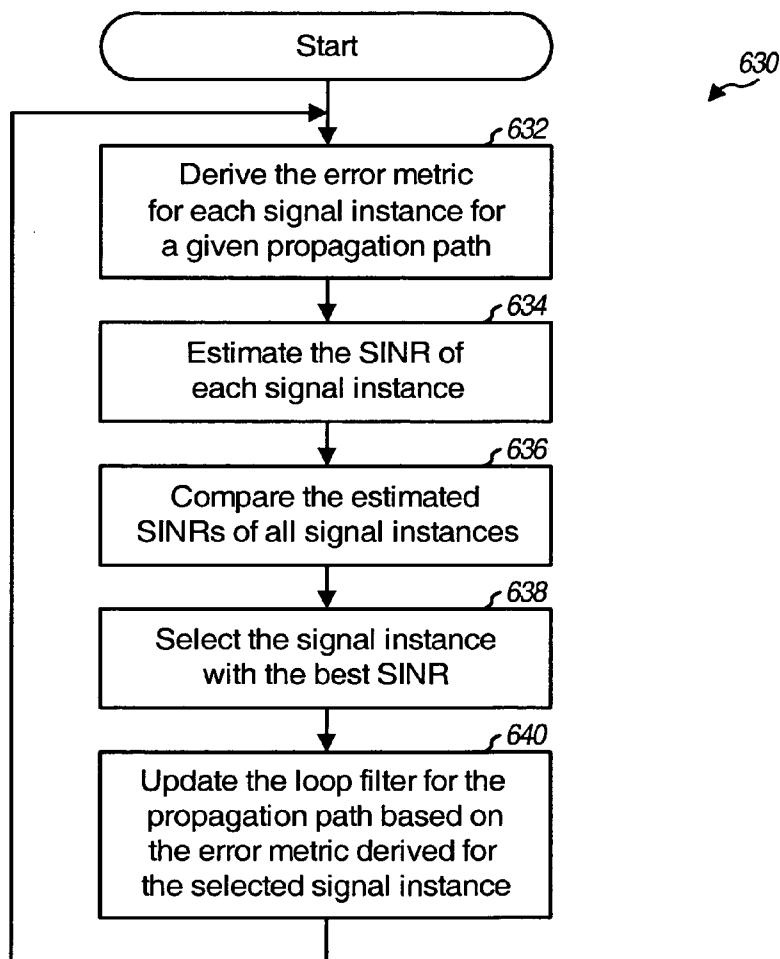 Start
630
632
Derive the error metric
for each signal instance for
a given propagation path
634
Estimate the SINR of
each signal instance
636
Compare the estimated
SINRs of all signal instances
638
Select the signal instance
with the best SINR
640
Update the loop filter for the
propagation path based on
the error metric derived for
the selected signal instance